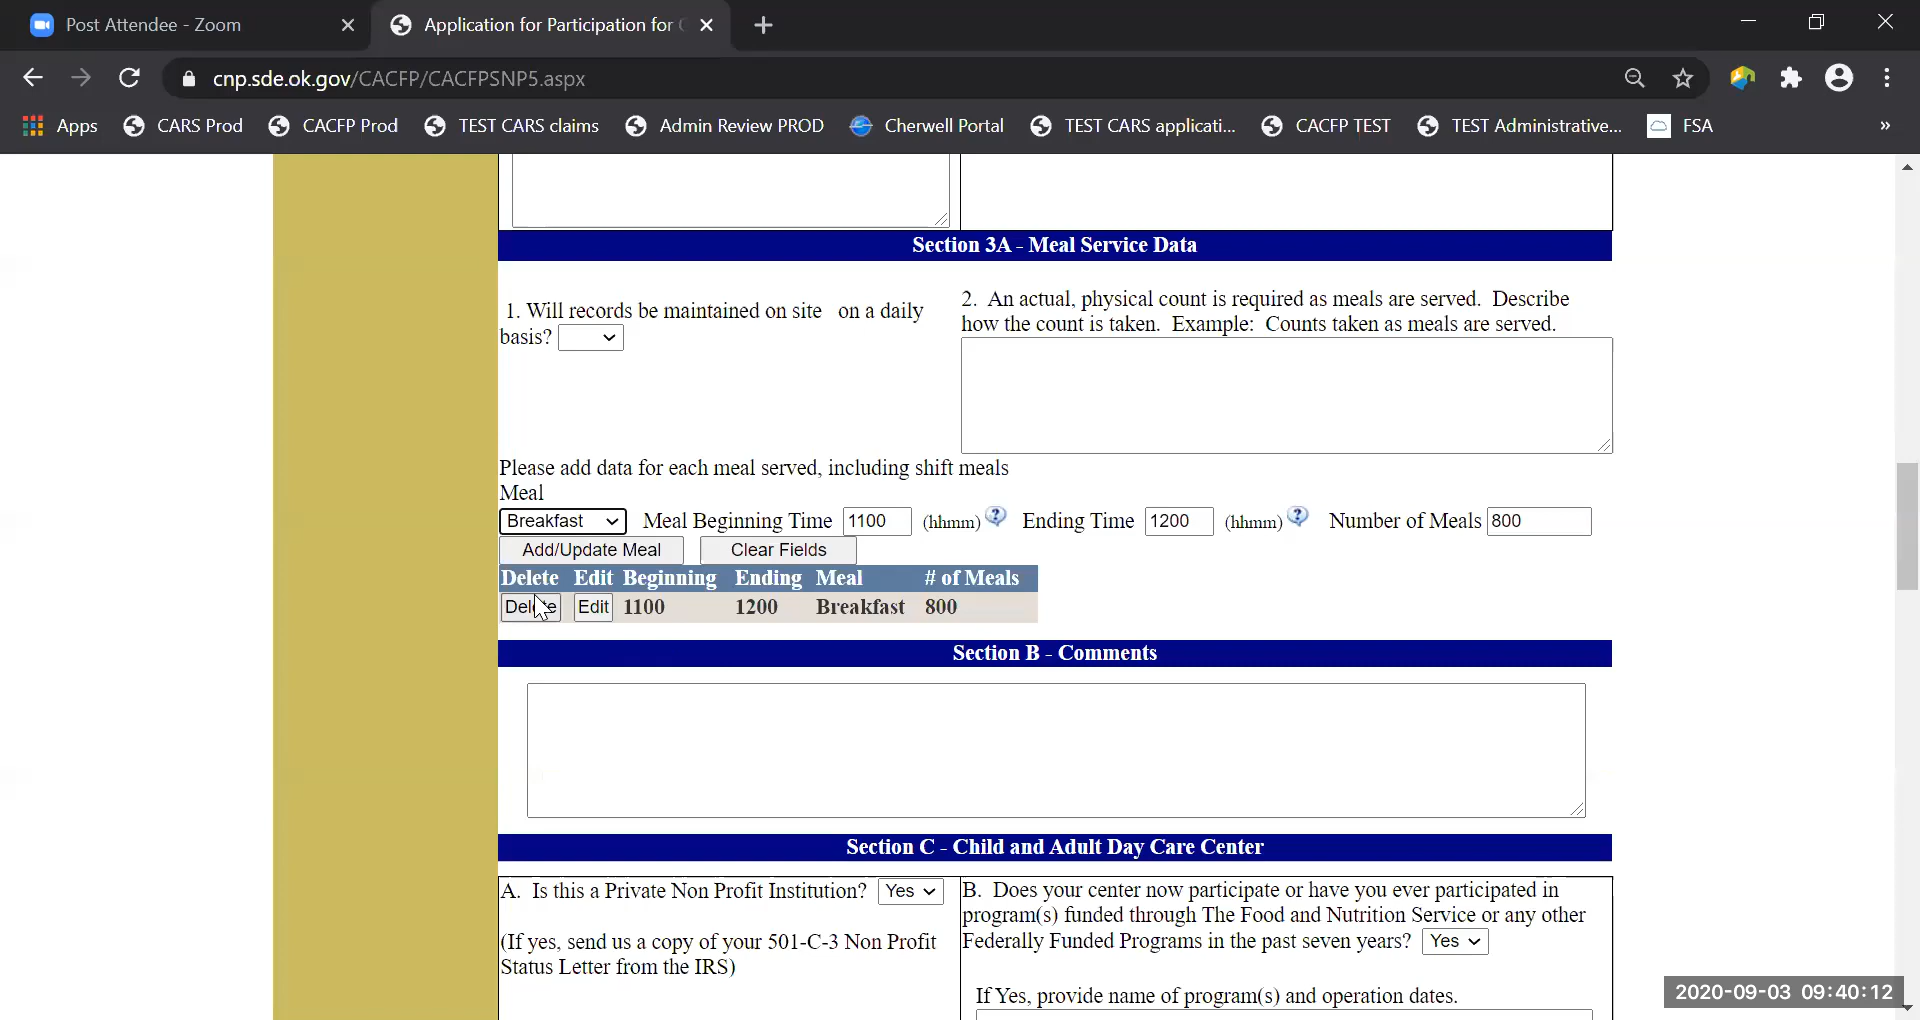 Post Attendee - Zoom
Application for Participation for
cnp.sde.ok.gov/CACFP/CACFPSNP5.aspx
Apps CARS Prod CACFP Prod TEST CARS claims Admin Review PROD Cherwell Portal TEST CARS applicati... CACFP TEST TEST Administrative... FSA »
Section 3A - Meal Service Data
1. Will records be maintained on site on a daily
basis?
2. An actual, physical count is required as meals are served. Describe
how the count is taken. Example: Counts taken as meals are served.
Please add data for each meal served, including shift meals
Meal
Breakfast Meal Beginning Time 1100 (hhmm) ? Ending Time 1200 (hhmm) ? Number of Meals 800
Add/Update Meal Clear Fields
Delete Edit Beginning Ending Meal # of Meals
Delete Edit 1100 1200 Breakfast 800
Section B - Comments
Section C - Child and Adult Day Care Center
A. Is this a Private Non Profit Institution? Yes
(If yes, send us a copy of your 501-C-3 Non Profit
Status Letter from the IRS)
B. Does your center now participate or have you ever participated in
program(s) funded through The Food and Nutrition Service or any other
Federally Funded Programs in the past seven years? Yes
If Yes, provide name of program(s) and operation dates.
2020-09-03 09:40:12